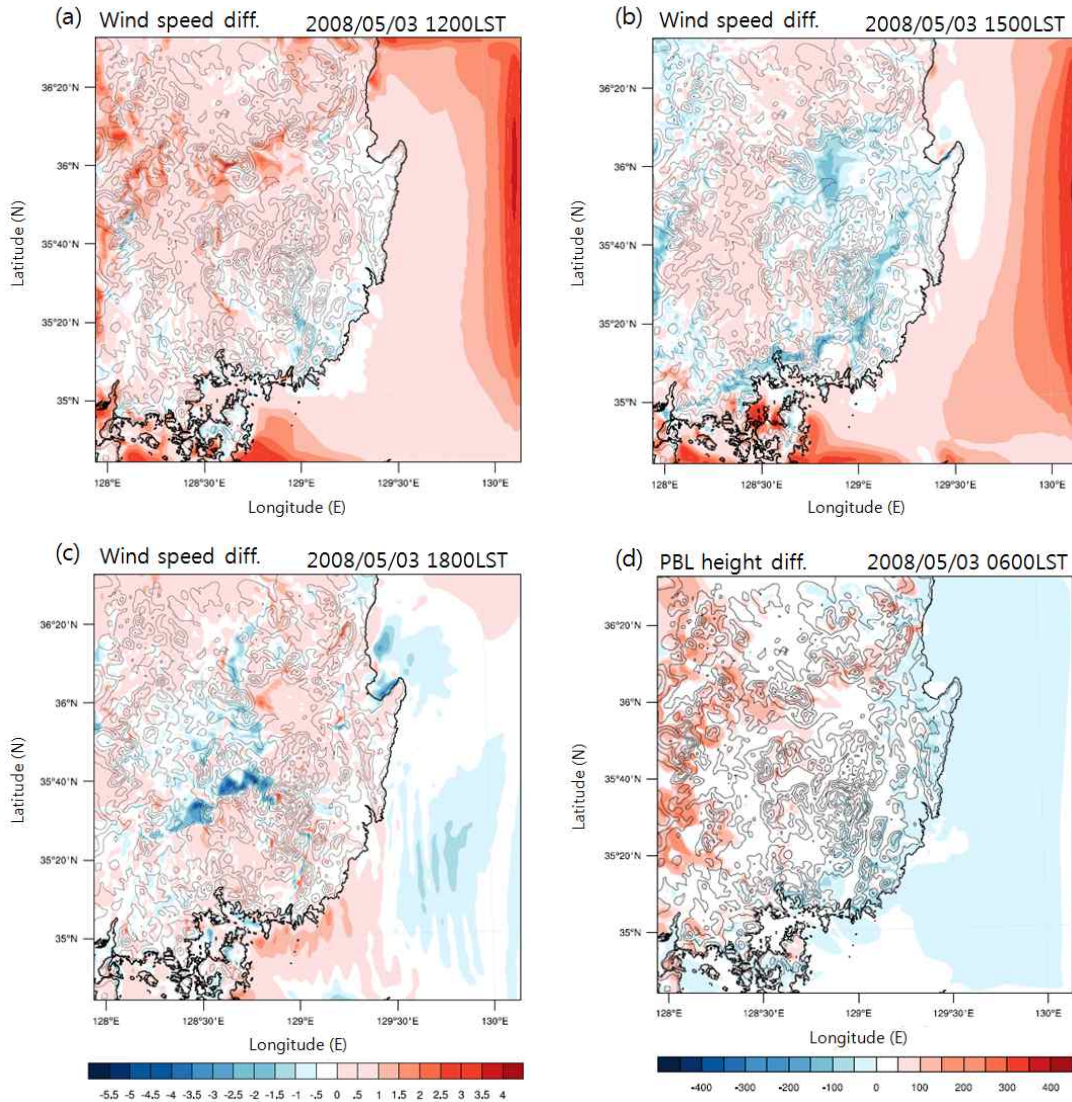 (a) Wind speed diff. 2008/05/03 1200LST
(b) Wind speed diff. 2008/05/03 1500LST
36°20'N
36°N
35°40'N
35°20'N
35°N
Latitude (N)
128°E 128°30'E 129°E 129°30'E 130°E
Longitude (E)
36°20'N
36°N
35°40'N
35°20'N
35°N
Latitude (N)
128°E 128°30'E 129°E 129°30'E 130°E
Longitude (E)
(c) Wind speed diff. 2008/05/03 1800LST
(d) PBL height diff. 2008/05/03 0600LST
36°20'N
36°N
35°40'N
35°20'N
35°N
Latitude (N)
128°E 128°30'E 129°E 129°30'E 130°E
Longitude (E)
36°20'N
36°N
35°40'N
35°20'N
35°N
Latitude (N)
128°E 128°30'E 129°E 129°30'E 130°E
Longitude (E)
-5.5 -5 -4.5 -4 -3.5 -3 -2.5 -2 -1.5 -1 -.5 0 .5 1 1.5 2 2.5 3 3.5 4
-400 -300 -200 -100 0 100 200 300 400